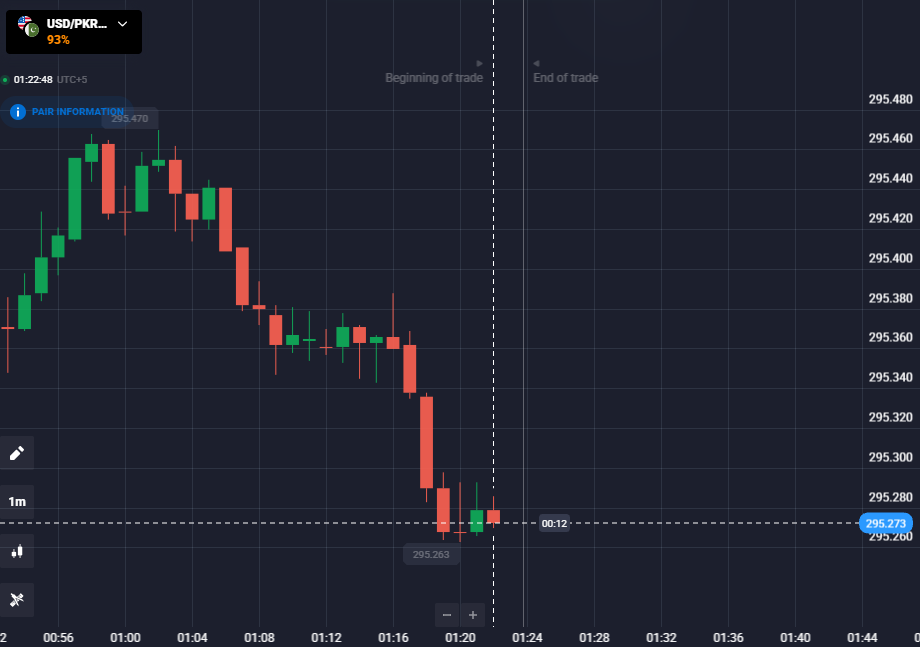 USD/PKR...
93%
01:22:48 UTC+5
PAIR INFORMATION
295.470
Beginning of trade
End of trade
295.480
295.460
295.440
295.420
295.400
295.380
295.360
295.340
295.320
295.300
295.280
295.273
295.260
1m
00:12
295.263
− +
2 00:56 01:00 01:04 01:08 01:12 01:16 01:20 01:24 01:28 01:32 01:36 01:40 01:44 0